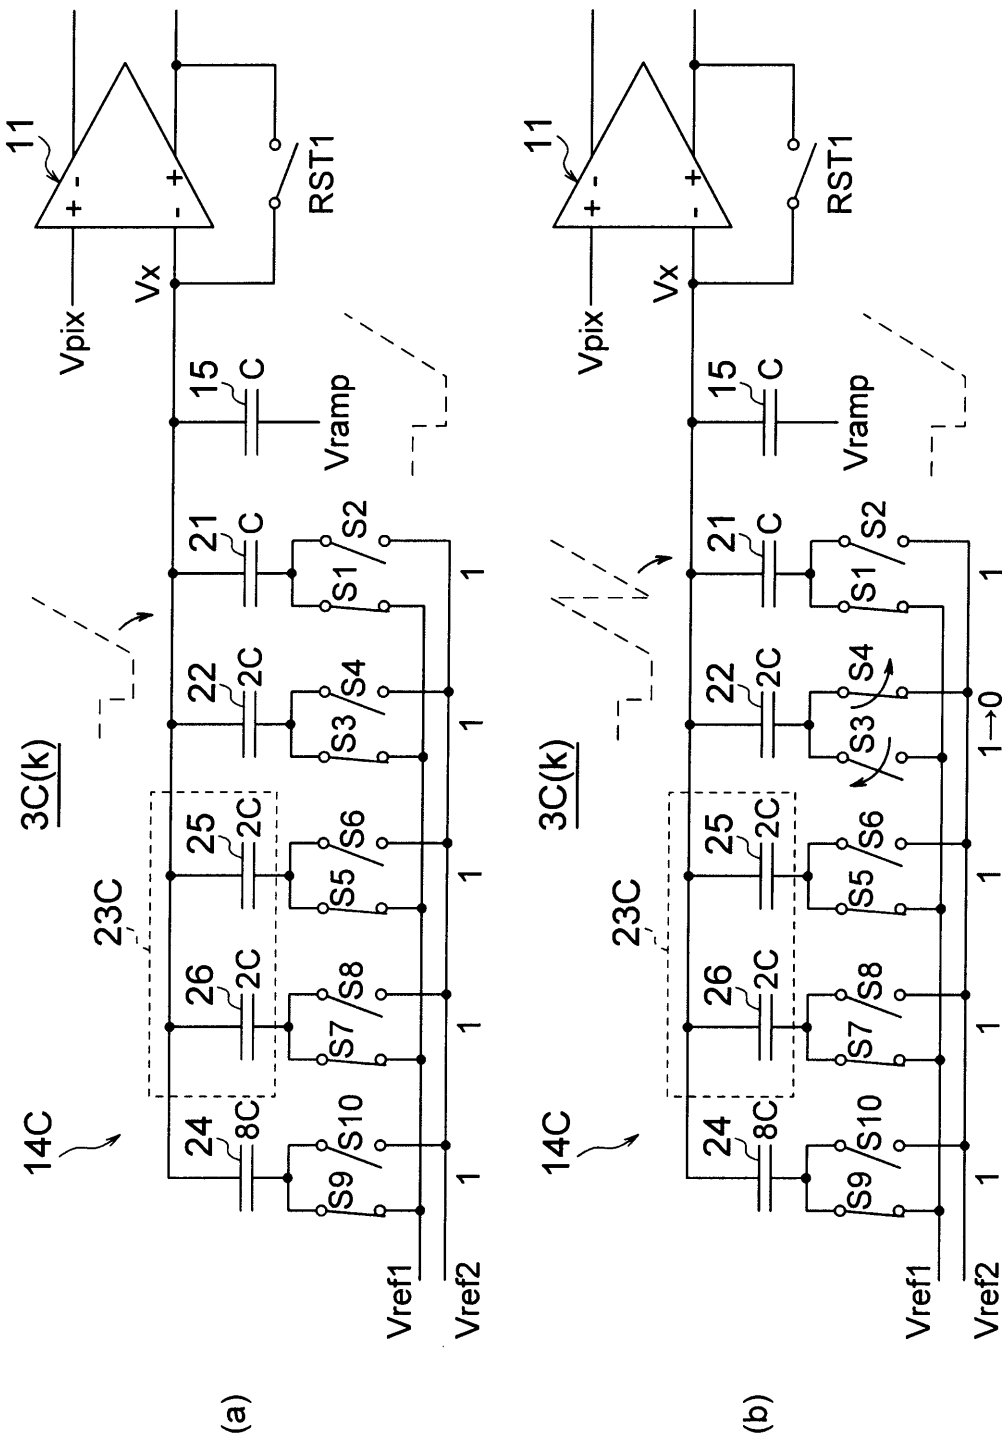 (a)
14C
23C
3C(k)
24
8C
26
2C
25
2C
22
2C
21
C
15
C
Vx
Vpix
11
+ -
- +
RST1
Vramp
S9
S10
S7
S8
S5
S6
S3
S4
S1
S2
Vref1
Vref2
1
1
1
1
1
(b)
14C
23C
3C(k)
24
8C
26
2C
25
2C
22
2C
21
C
15
C
Vx
Vpix
11
+ -
- +
RST1
Vramp
S9
S10
S7
S8
S5
S6
S3
S4
S1
S2
Vref1
Vref2
1
1
1
1→0
1